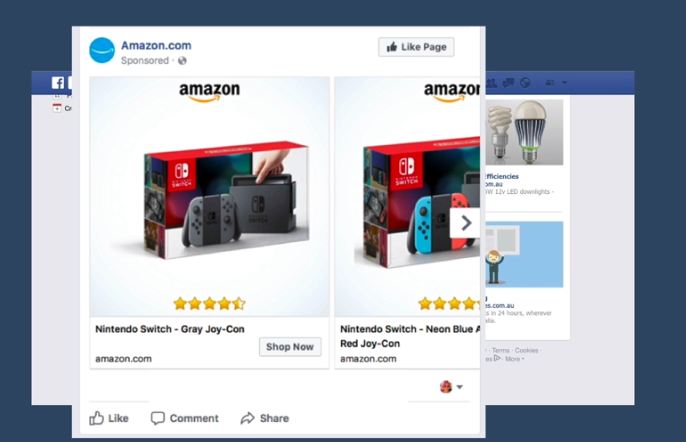 Amazon.com
Sponsored ·
Like Page
amazon
amazon
NINTENDO
SWITCH
NINTENDO
SWITCH
Nintendo Switch - Gray Joy-Con
amazon.com
Shop Now
Nintendo Switch - Neon Blue
Red Joy-Con
amazon.com
Like
Comment
Share
fficiencies
om.au
W 12v LED downlights -
es.com.au
s in 24 hours, wherever
· Terms · Cookies ·
More